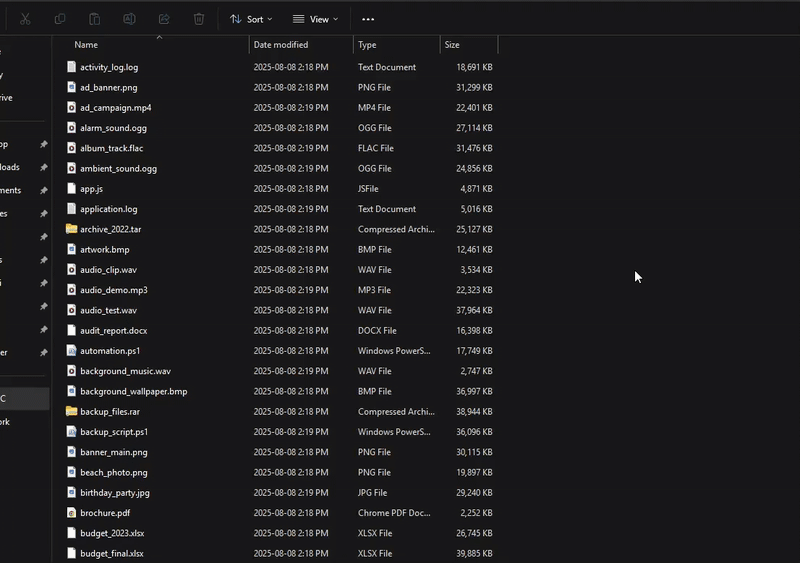 Sort View
Name Date modified Type Size
activity_log.log 2025-08-08 2:18 PM Text Document 18,691 KB
ad_banner.png 2025-08-08 2:18 PM PNG File 31,299 KB
ad_campaign.mp4 2025-08-08 2:19 PM MP4 File 22,401 KB
alarm_sound.ogg 2025-08-08 2:18 PM OGG File 27,114 KB
album_track.flac 2025-08-08 2:19 PM FLAC File 31,476 KB
ambient_sound.ogg 2025-08-08 2:19 PM OGG File 24,856 KB
app.js 2025-08-08 2:18 PM JSFile 4,871 KB
application.log 2025-08-08 2:19 PM Text Document 5,016 KB
archive_2022.tar 2025-08-08 2:18 PM Compressed Archi... 25,127 KB
artwork.bmp 2025-08-08 2:18 PM BMP File 12,461 KB
audio_clip.wav 2025-08-08 2:18 PM WAV File 3,534 KB
audio_demo.mp3 2025-08-08 2:19 PM MP3 File 22,323 KB
audio_test.wav 2025-08-08 2:19 PM WAV File 37,964 KB
audit_report.docx 2025-08-08 2:18 PM DOCX File 16,398 KB
automation.ps1 2025-08-08 2:18 PM Windows PowerS... 17,749 KB
background_music.wav 2025-08-08 2:18 PM WAV File 2,747 KB
background_wallpaper.bmp 2025-08-08 2:18 PM BMP File 36,997 KB
backup_files.rar 2025-08-08 2:18 PM Compressed Archi... 38,944 KB
backup_script.ps1 2025-08-08 2:19 PM Windows PowerS... 36,096 KB
banner_main.png 2025-08-08 2:18 PM PNG File 30,115 KB
beach_photo.png 2025-08-08 2:18 PM PNG File 19,897 KB
birthday_party.jpg 2025-08-08 2:19 PM JPG File 29,240 KB
brochure.pdf 2025-08-08 2:18 PM Chrome PDF Doc... 2,252 KB
budget_2023.xlsx 2025-08-08 2:18 PM XLSX File 26,745 KB
budget_final.xlsx 2025-08-08 2:18 PM XLSX File 39,885 KB